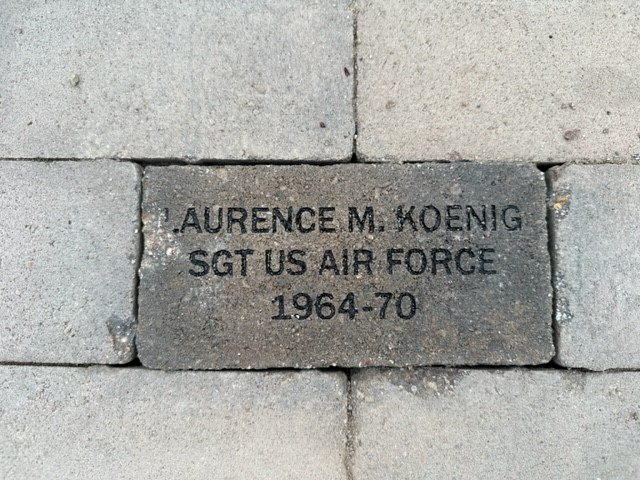 LAURENCE M. KOENIG
SGT US AIR FORCE
1964-70